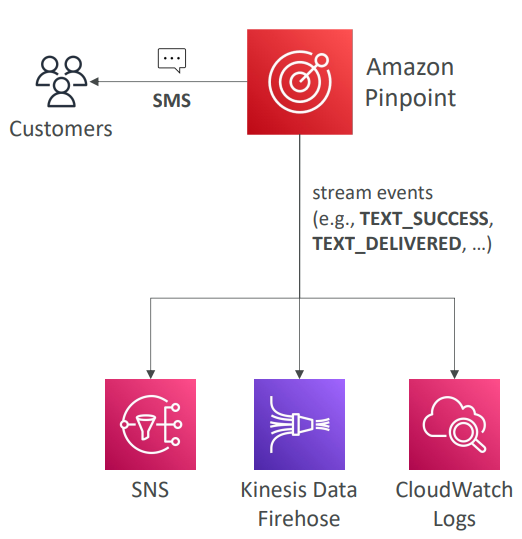 Amazon
Pinpoint
SMS
Customers
stream events
(e.g., TEXT_SUCCESS,
TEXT_DELIVERED, ...)
SNS
Kinesis Data
Firehose
CloudWatch
Logs